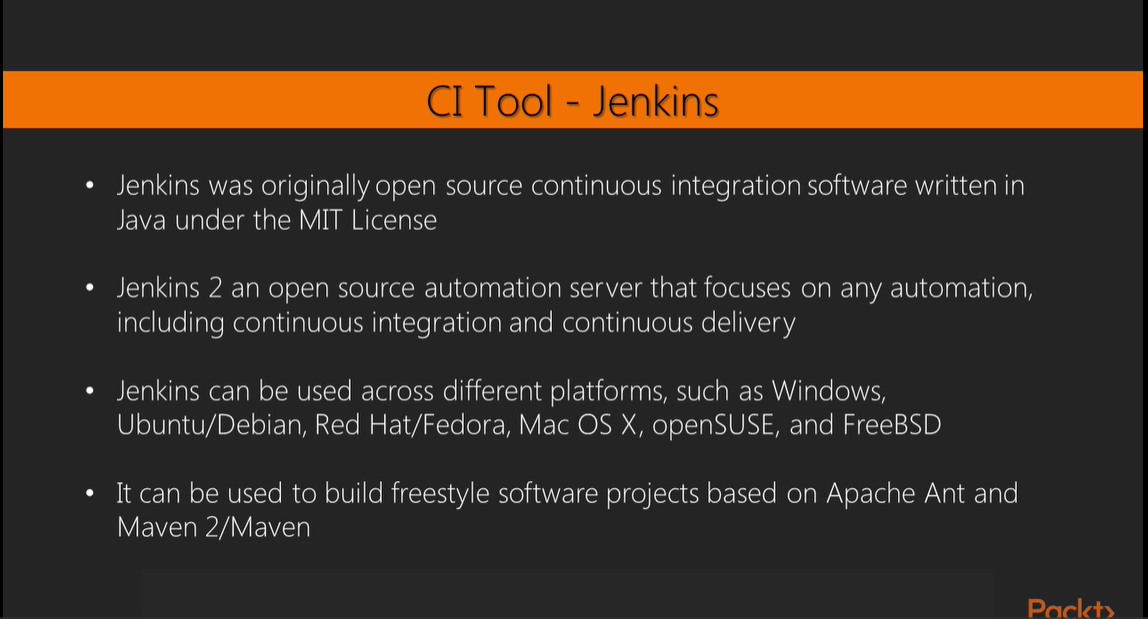 CI Tool - Jenkins
• Jenkins was originally open source continuous integration software written in
Java under the MIT License
• Jenkins 2 an open source automation server that focuses on any automation,
including continuous integration and continuous delivery
• Jenkins can be used across different platforms, such as Windows,
Ubuntu/Debian, Red Hat/Fedora, Mac OS X, openSUSE, and FreeBSD
• It can be used to build freestyle software projects based on Apache Ant and
Maven 2/Maven
Packt>